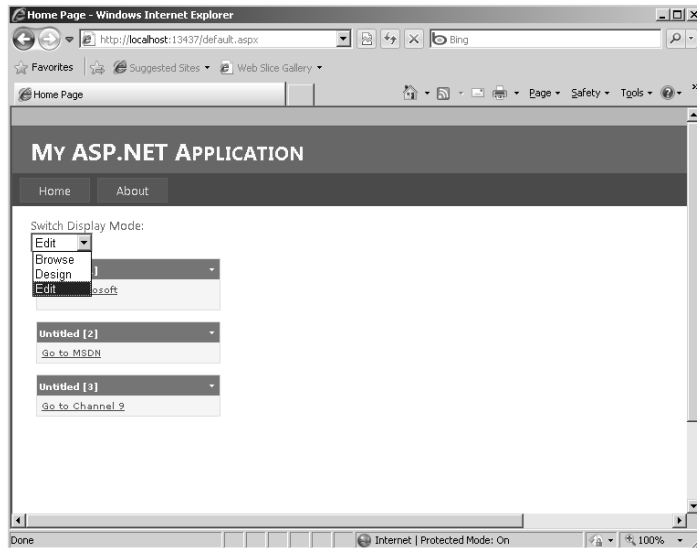 Home Page - Windows Internet Explorer
http://localhost:13437/default.aspx
Bing
Favorites Suggested Sites Web Slice Gallery
Home Page
Page Safety Tools
MY ASP.NET APPLICATION
Home About
Switch Display Mode:
Edit
Browse
Design
Edit
Untitled [2]
Go to MSDN
Untitled [3]
Go to Channel 9
Done
Internet | Protected Mode: On
100%